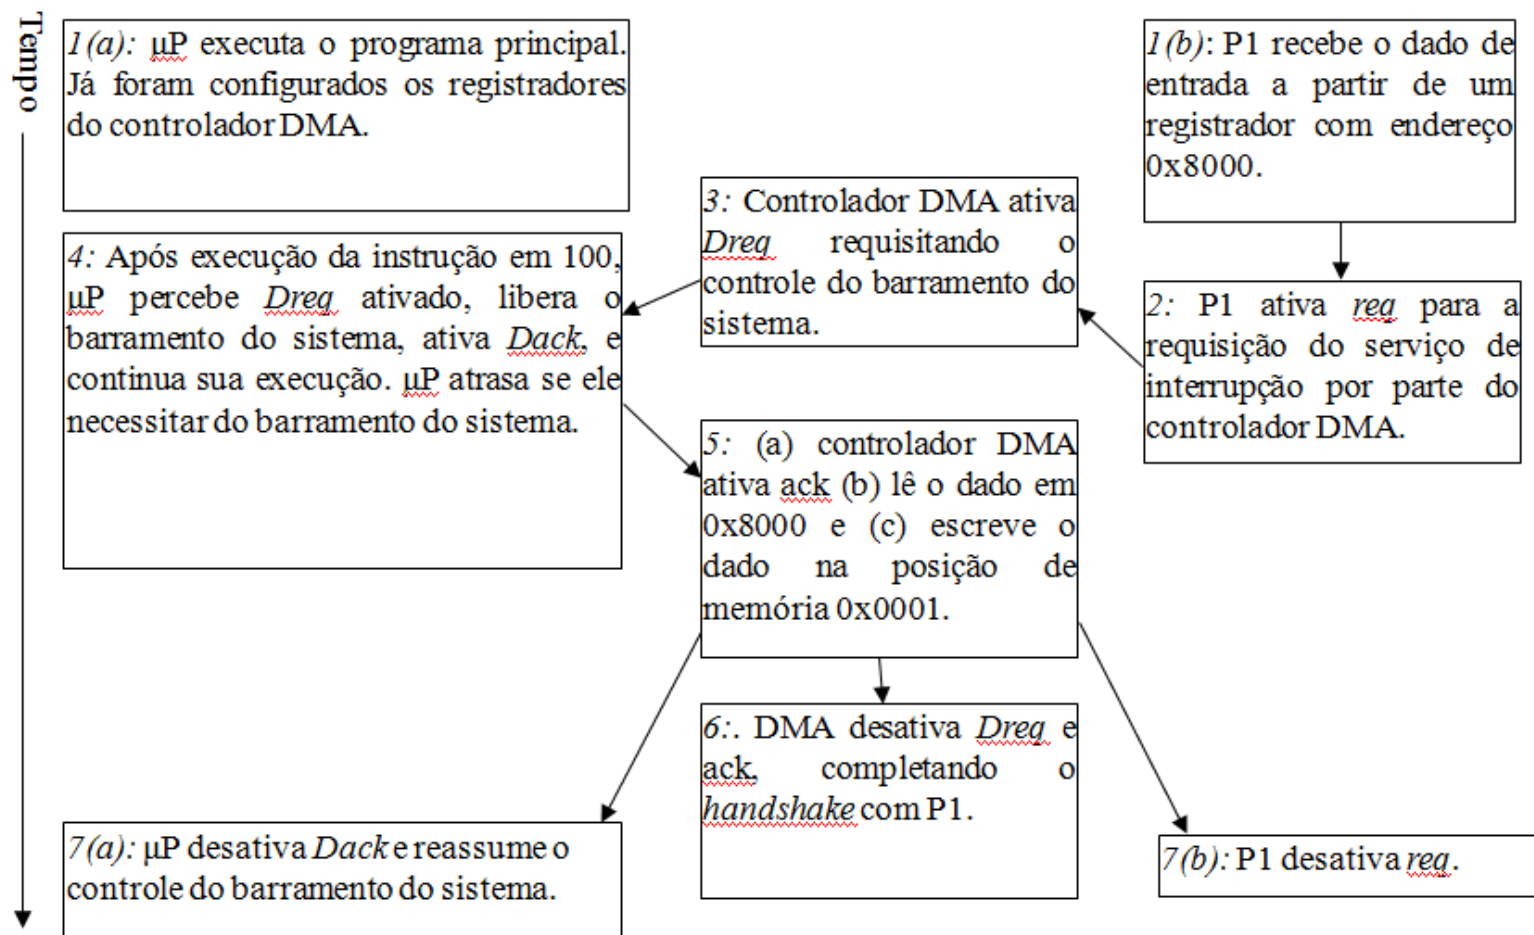 Tempo
1(a): µP executa o programa principal.
Já foram configurados os registradores
do controlador DMA.
1(b): P1 recebe o dado de
entrada a partir de um
registrador com endereço
0x8000.
2: P1 ativa req para a
requisição do serviço de
interrupção por parte do
controlador DMA.
3: Controlador DMA ativa
Dreq requisitando o
controle do barramento do
sistema.
4: Após execução da instrução em 100,
µP percebe Dreq ativado, libera o
barramento do sistema, ativa Dack, e
continua sua execução. µP atrasa se ele
necessitar do barramento do sistema.
5: (a) controlador DMA
ativa ack (b) lê o dado em
0x8000 e (c) escreve o
dado na posição de
memória 0x0001.
6:. DMA desativa Dreq e
ack, completando o
handshake com P1.
7(a): µP desativa Dack e reassume o
controle do barramento do sistema.
7(b): P1 desativa req.